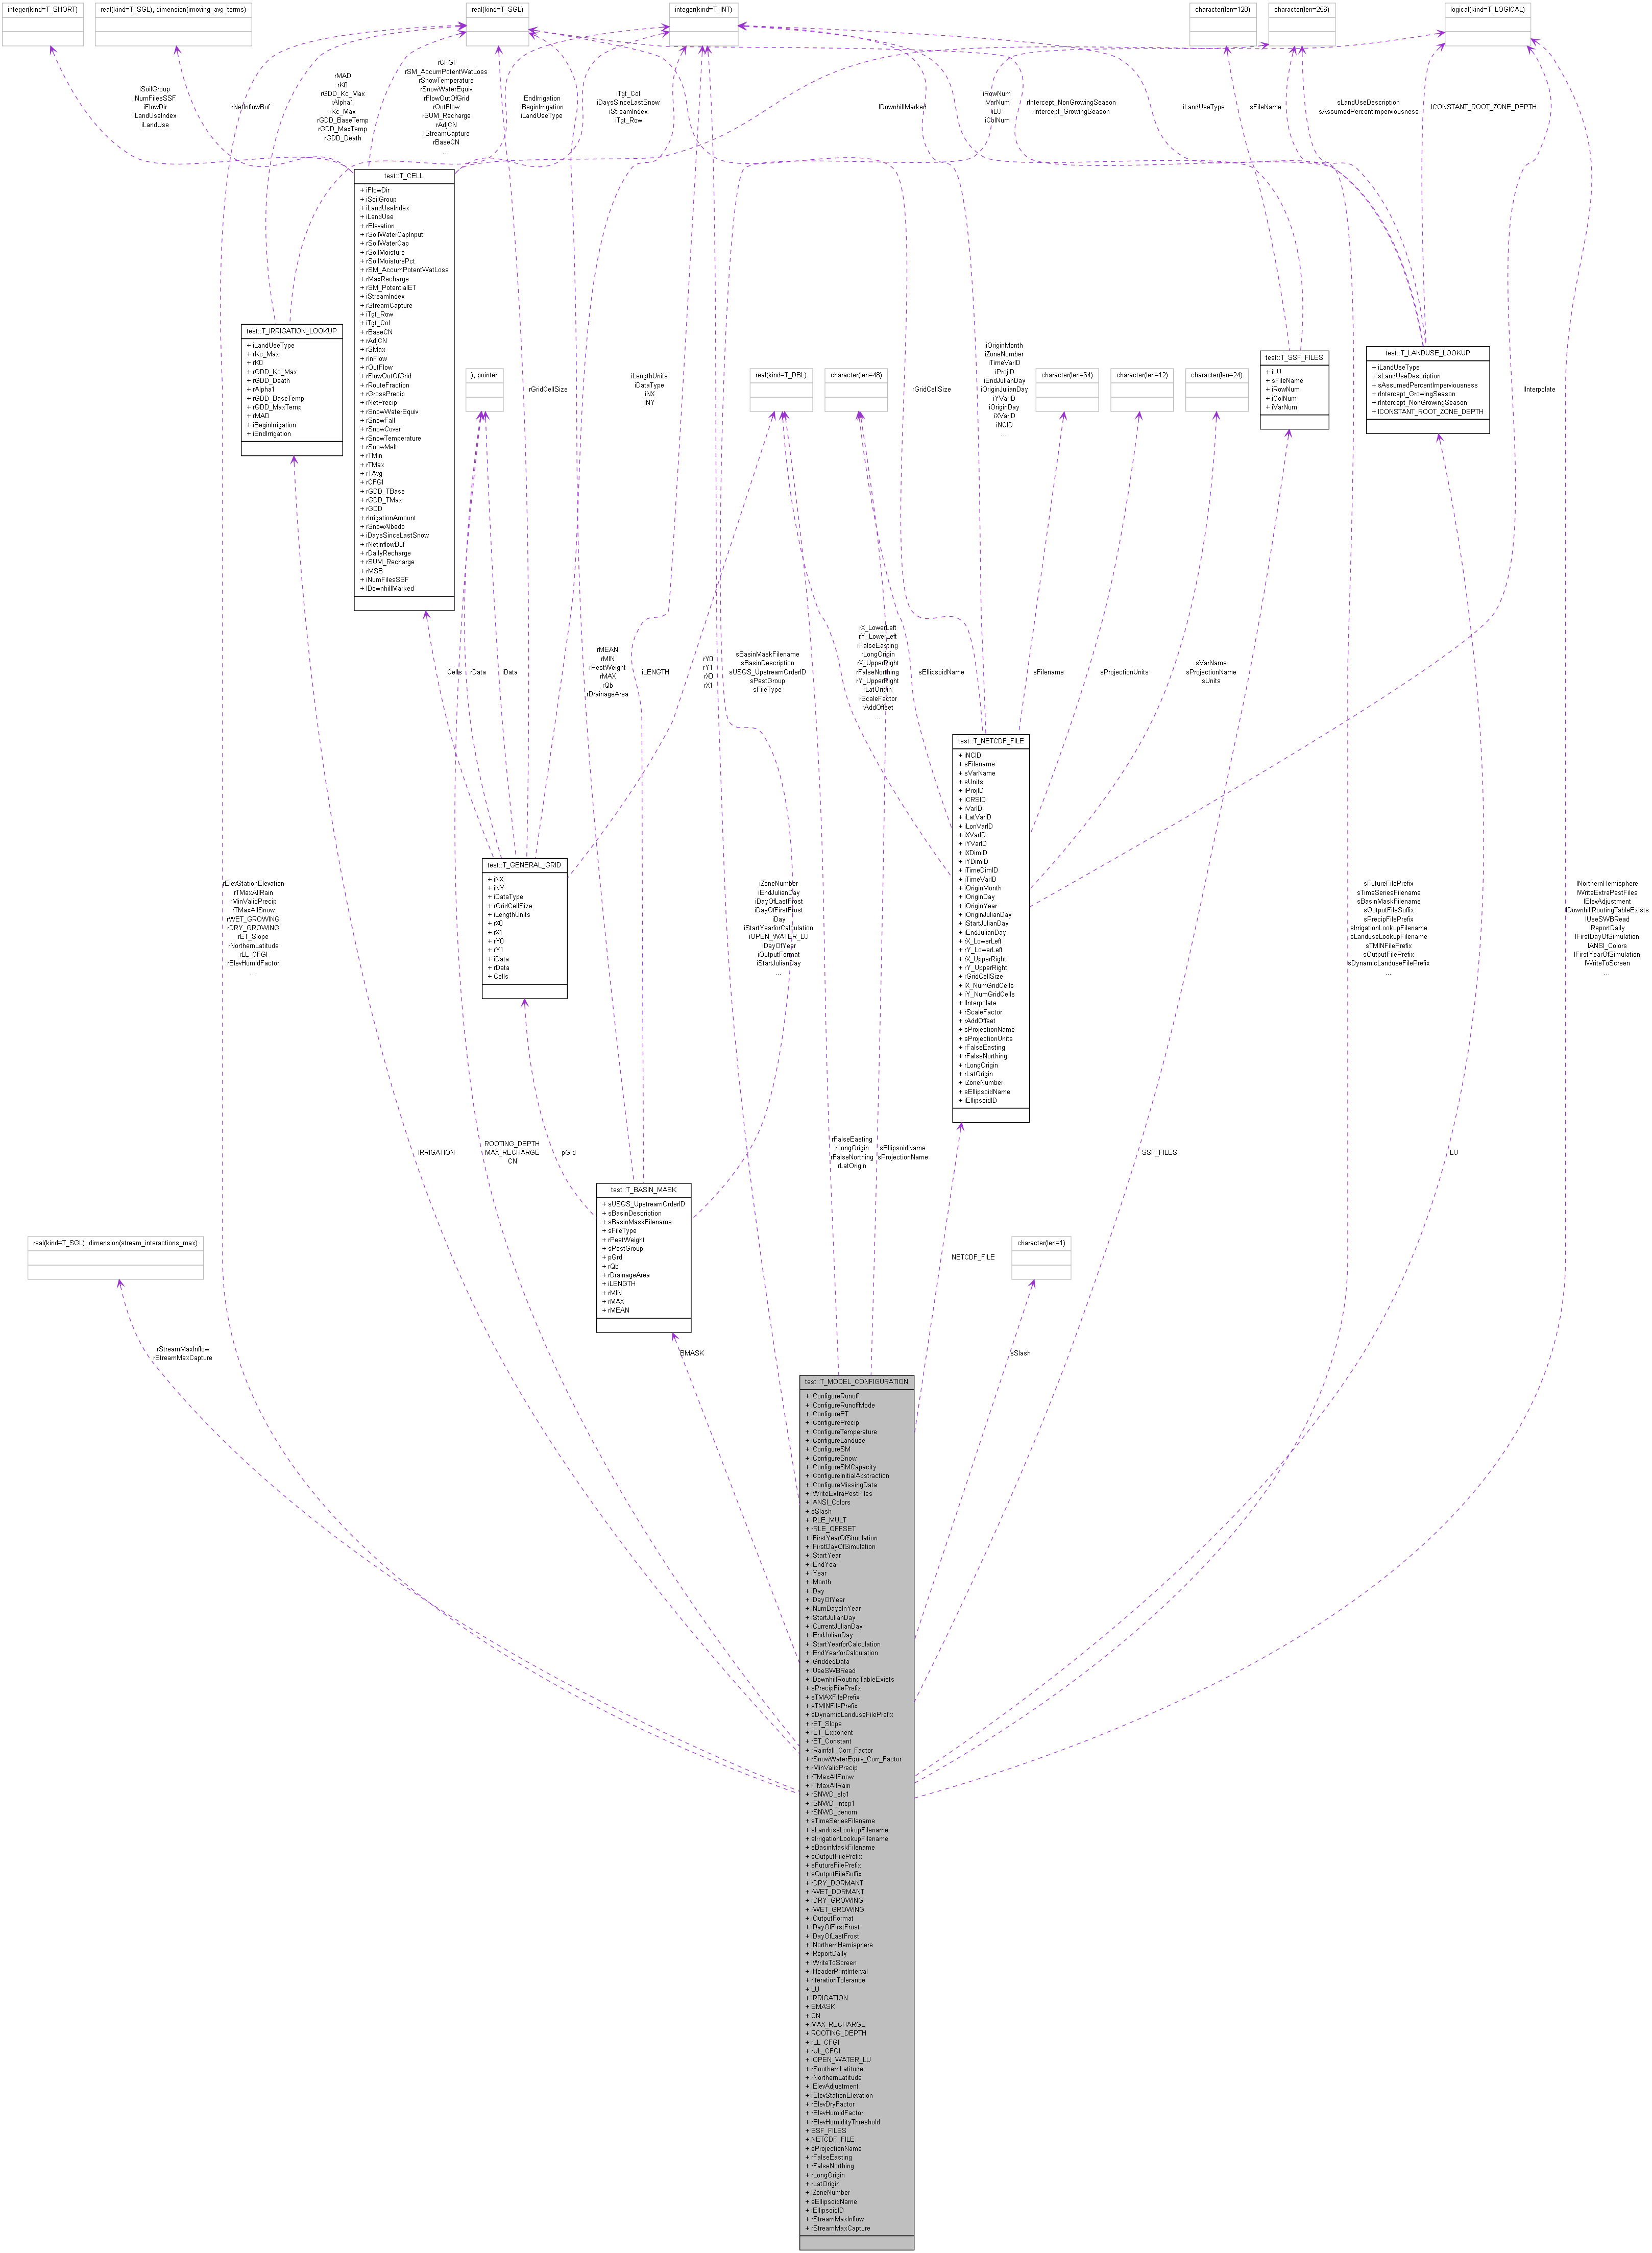 integer(kind=T_SHORT)
real(kind=T_SGL), dimension(imoving_avg_terms)
real(kind=T_SGL)
integer(kind=T_INT)
character(len=128)
character(len=256)
logical(kind=T_LOGICAL)
iSoilGroup
iNumFilesSSF
iFlowDir
iLandUseIndex
iLandUse
rNetInflowBuf
rMAD
rK0
rGDD_Kc_Max
rAlpha1
rKc_Max
rGDD_BaseTemp
rGDD_MaxTemp
rGDD_Death
rCFGI
rSM_AccumPotentWatLoss
rSnowTemperature
rSnowWaterEquiv
rFlowOutOfGrid
rOutFlow
rSUM_Recharge
rAdjCN
rStreamCapture
rBaseCN
...
iEndIrrigation
iBeginIrrigation
iLandUseType
iTgt_Col
iDaysSinceLastSnow
iStreamIndex
iTgt_Row
lDownhillMarked
iRowNum
iVarNum
iLU
iColNum
rIntercept_NonGrowingSeason
rIntercept_GrowingSeason
iLandUseType
sFileName
sLandUseDescription
sAssumedPercentImperviousness
lCONSTANT_ROOT_ZONE_DEPTH
test::T_CELL
+ iFlowDir
+ iSoilGroup
+ iLandUseIndex
+ iLandUse
+ rElevation
+ rSoilWaterCapInput
+ rSoilWaterCap
+ rSoilMoisture
+ rSoilMoisturePct
+ rSM_AccumPotentWatLoss
+ rMaxRecharge
+ rSM_PotentialET
+ iStreamIndex
+ rStreamCapture
+ iTgt_Row
+ iTgt_Col
+ rBaseCN
+ rAdjCN
+ rSMax
+ rInFlow
+ rOutFlow
+ rFlowOutOfGrid
+ rRouteFraction
+ rGrossPrecip
+ rNetPrecip
+ rSnowWaterEquiv
+ rSnowFall
+ rSnowCover
+ rSnowTemperature
+ rSnowMelt
+ rTMin
+ rTMax
+ rTAvg
+ rCFGI
+ rGDD_TBase
+ rGDD_TMax
+ rGDD
+ rIrrigationAmount
+ rSnowAlbedo
+ iDaysSinceLastSnow
+ rNetInflowBuf
+ rDailyRecharge
+ rSUM_Recharge
+ rMSB
+ iNumFilesSSF
+ lDownhillMarked
test::T_IRRIGATION_LOOKUP
+ iLandUseType
+ rKc_Max
+ rK0
+ rGDD_Kc_Max
+ rGDD_Death
+ rAlpha1
+ rGDD_BaseTemp
+ rGDD_MaxTemp
+ rMAD
+ iBeginIrrigation
+ iEndIrrigation
), pointer
rGridCellSize
iLengthUnits
iDataType
iNX
iNY
real(kind=T_DBL)
character(len=48)
rGridCellSize
iOriginMonth
iZoneNumber
iTimeVarID
iProjID
iEndJulianDay
iOriginJulianDay
iYVarID
iOriginDay
iXVarID
iNCID
...
character(len=64)
character(len=12)
character(len=24)
test::T_SSF_FILES
+ iLU
+ sFileName
+ iRowNum
+ iColNum
+ iVarNum
test::T_LANDUSE_LOOKUP
+ iLandUseType
+ sLandUseDescription
+ sAssumedPercentImperviousness
+ rIntercept_GrowingSeason
+ rIntercept_NonGrowingSeason
+ lCONSTANT_ROOT_ZONE_DEPTH
lInterpolate
Cells
rData
iData
rMEAN
rMIN
rPestWeight
rMAX
rQb
rDrainageArea
iLENGTH
rY0
rY1
rX0
rX1
sBasinMaskFilename
sBasinDescription
sUSGS_UpstreamOrderID
sPestGroup
sFileType
rX_LowerLeft
rY_LowerLeft
rFalseEasting
rLongOrigin
rX_UpperRight
rFalseNorthing
rY_UpperRight
rLatOrigin
rScaleFactor
rAddOffset
...
sEllipsoidName
sFilename
sProjectionUnits
sVarName
sProjectionName
sUnits
test::T_NETCDF_FILE
+ iNCID
+ sFilename
+ sVarName
+ sUnits
+ iProjID
+ iCRSID
+ iVarID
+ iLatVarID
+ iLonVarID
+ iXVarID
+ iYVarID
+ iXDimID
+ iYDimID
+ iTimeDimID
+ iTimeVarID
+ iOriginMonth
+ iOriginDay
+ iOriginYear
+ iOriginJulianDay
+ iStartJulianDay
+ iEndJulianDay
+ rX_LowerLeft
+ rY_LowerLeft
+ rX_UpperRight
+ rY_UpperRight
+ rGridCellSize
+ iX_NumGridCells
+ iY_NumGridCells
+ lInterpolate
+ rScaleFactor
+ rAddOffset
+ sProjectionName
+ sProjectionUnits
+ rFalseEasting
+ rFalseNorthing
+ rLongOrigin
+ rLatOrigin
+ iZoneNumber
+ sEllipsoidName
+ iEllipsoidID
test::T_GENERAL_GRID
+ iNX
+ iNY
+ iDataType
+ rGridCellSize
+ iLengthUnits
+ rX0
+ rX1
+ rY0
+ rY1
+ iData
+ rData
+ Cells
rElevStationElevation
rTMaxAllRain
rMinValidPrecip
rTMaxAllSnow
rWET_GROWING
rDRY_GROWING
rET_Slope
rNorthernLatitude
rLL_CFGI
rElevHumidFactor
...
iZoneNumber
iEndJulianDay
iDayOfLastFrost
iDayOfFirstFrost
iDay
iStartYearforCalculation
iOPEN_WATER_LU
iDayOfYear
iOutputFormat
iStartJulianDay
...
sFutureFilePrefix
sTimeSeriesFilename
sBasinMaskFilename
sOutputFileSuffix
sPrecipFilePrefix
sIrrigationLookupFilename
sLanduseLookupFilename
sTMINFilePrefix
sOutputFilePrefix
sDynamicLanduseFilePrefix
...
lNorthernHemisphere
lWriteExtraPestFiles
lElevAdjustment
lDownhillRoutingTableExists
lUseSWBRead
lReportDaily
lFirstDayOfSimulation
lANSI_Colors
lFirstYearOfSimulation
lWriteToScreen
...
IRRIGATION
ROOTING_DEPTH
MAX_RECHARGE
CN
pGrd
rFalseEasting
rLongOrigin
rFalseNorthing
rLatOrigin
sEllipsoidName
sProjectionName
SSF_FILES
LU
test::T_BASIN_MASK
+ sUSGS_UpstreamOrderID
+ sBasinDescription
+ sBasinMaskFilename
+ sFileType
+ rPestWeight
+ sPestGroup
+ pGrd
+ rQb
+ rDrainageArea
+ iLENGTH
+ rMIN
+ rMAX
+ rMEAN
real(kind=T_SGL), dimension(stream_interactions_max)
NETCDF_FILE
character(len=1)
rStreamMaxInflow
rStreamMaxCapture
BMASK
sSlash
test::T_MODEL_CONFIGURATION
+ iConfigureRunoff
+ iConfigureRunoffMode
+ iConfigureET
+ iConfigurePrecip
+ iConfigureTemperature
+ iConfigureLanduse
+ iConfigureSM
+ iConfigureSnow
+ iConfigureSMCapacity
+ iConfigureInitialAbstraction
+ iConfigureMissingData
+ lWriteExtraPestFiles
+ lANSI_Colors
+ sSlash
+ iRLE_MULT
+ rRLE_OFFSET
+ lFirstYearOfSimulation
+ lFirstDayOfSimulation
+ iStartYear
+ iEndYear
+ iYear
+ iMonth
+ iDay
+ iDayOfYear
+ iNumDaysInYear
+ iStartJulianDay
+ iCurrentJulianDay
+ iEndJulianDay
+ iStartYearforCalculation
+ iEndYearforCalculation
+ lGriddedData
+ lUseSWBRead
+ lDownhillRoutingTableExists
+ sPrecipFilePrefix
+ sTMAXFilePrefix
+ sTMINFilePrefix
+ sDynamicLanduseFilePrefix
+ rET_Slope
+ rET_Exponent
+ rET_Constant
+ rRainfall_Corr_Factor
+ rSnowWaterEquiv_Corr_Factor
+ rMinValidPrecip
+ rTMaxAllSnow
+ rTMaxAllRain
+ rSNWD_slp1
+ rSNWD_intcp1
+ rSNWD_denom
+ sTimeSeriesFilename
+ sLanduseLookupFilename
+ sIrrigationLookupFilename
+ sBasinMaskFilename
+ sOutputFilePrefix
+ sFutureFilePrefix
+ sOutputFileSuffix
+ rDRY_DORMANT
+ rWET_DORMANT
+ rDRY_GROWING
+ rWET_GROWING
+ iOutputFormat
+ iDayOfFirstFrost
+ iDayOfLastFrost
+ lNorthernHemisphere
+ lReportDaily
+ lWriteToScreen
+ iHeaderPrintInterval
+ rIterationTolerance
+ LU
+ IRRIGATION
+ BMASK
+ CN
+ MAX_RECHARGE
+ ROOTING_DEPTH
+ rLL_CFGI
+ rUL_CFGI
+ iOPEN_WATER_LU
+ rSouthernLatitude
+ rNorthernLatitude
+ lElevAdjustment
+ rElevStationElevation
+ rElevDryFactor
+ rElevHumidFactor
+ rElevHumidityThreshold
+ SSF_FILES
+ NETCDF_FILE
+ sProjectionName
+ rFalseEasting
+ rFalseNorthing
+ rLongOrigin
+ rLatOrigin
+ iZoneNumber
+ sEllipsoidName
+ iEllipsoidID
+ rStreamMaxInflow
+ rStreamMaxCapture